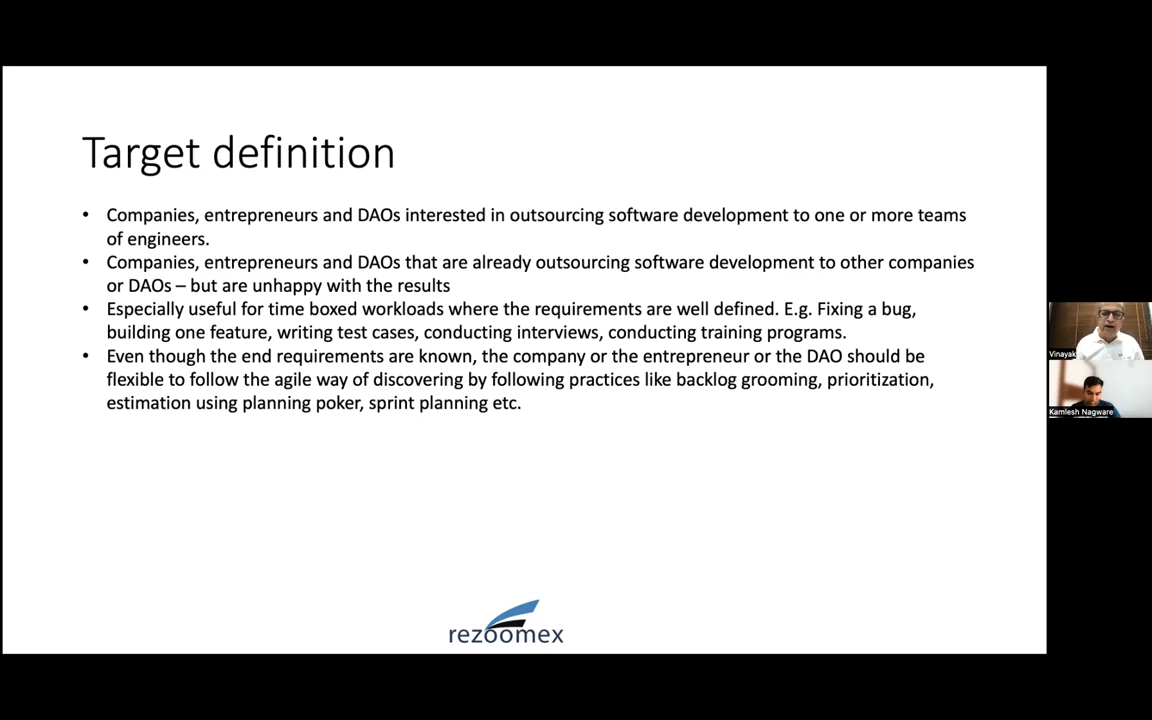 Target definition
• Companies, entrepreneurs and DAOs interested in outsourcing software development to one or more teams
of engineers.
• Companies, entrepreneurs and DAOs that are already outsourcing software development to other companies
or DAOs – but are unhappy with the results
• Especially useful for time boxed workloads where the requirements are well defined. E.g. Fixing a bug,
building one feature, writing test cases, conducting interviews, conducting training programs.
• Even though the end requirements are known, the company or the entrepreneur or the DAO should be
flexible to follow the agile way of discovering by following practices like backlog grooming, prioritization,
estimation using planning poker, sprint planning etc.
Vinayak
Kamlesh Nagware
rezoomex